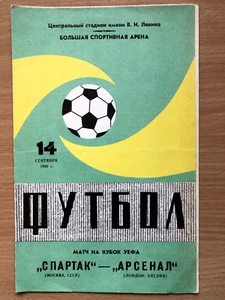 Центральный стадион имени В. И. Ленина
БОЛЬШАЯ СПОРТИВНАЯ АРЕНА
14
СЕНТЯБРЯ
1982 г.
ФУТБОЛ
МАТЧ НА КУБОК УЕФА
„СПАРТАК“ — „АРСЕНАЛ“
(МОСКВА, СССР) (ЛОНДОН, АНГЛИЯ)